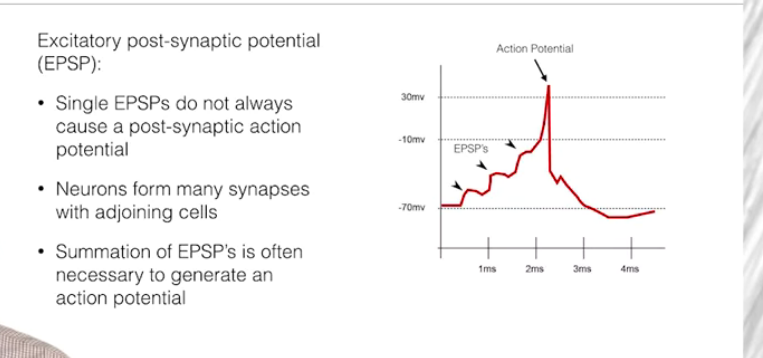 Excitatory post-synaptic potential
(EPSP):
• Single EPSPs do not always
cause a post-synaptic action
potential
• Neurons form many synapses
with adjoining cells
• Summation of EPSP's is often
necessary to generate an
action potential
Action Potential
30mv
-10mv
EPSP's
-70mv
1ms 2ms 3ms 4ms